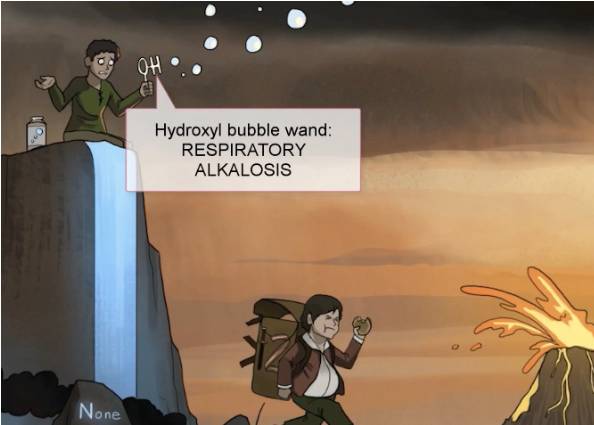 OH
Hydroxyl bubble wand:
RESPIRATORY
ALKALOSIS
None